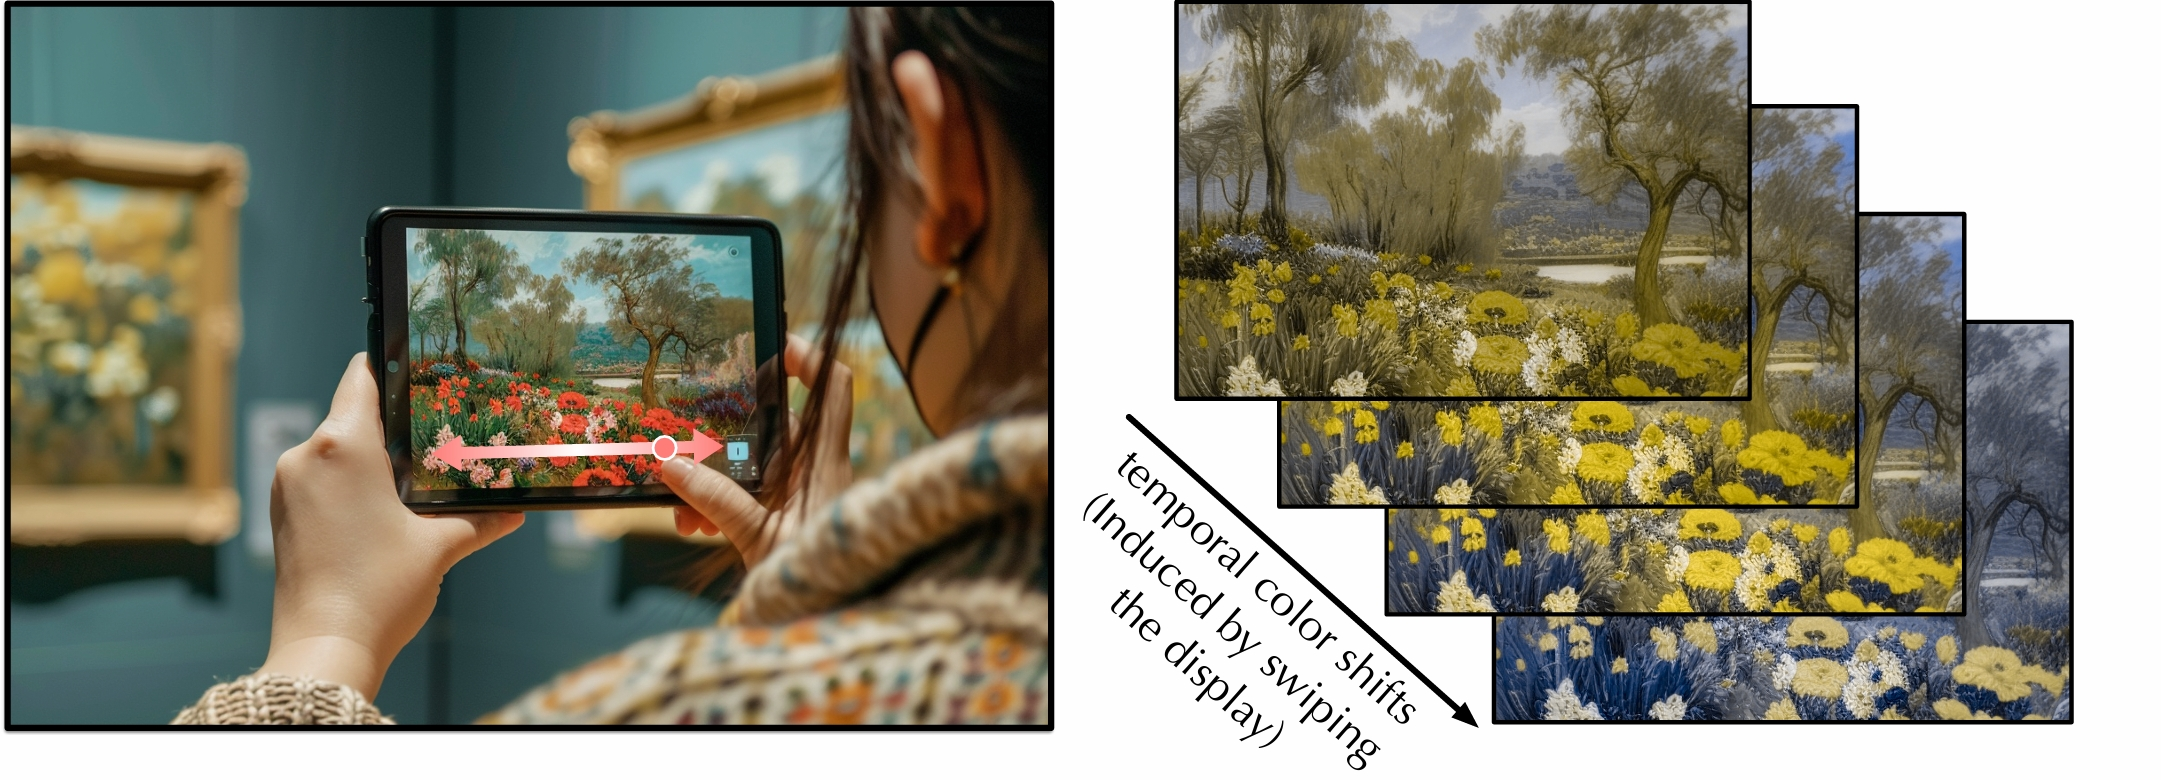 temporal color shifts
(Induced by swiping
the display)